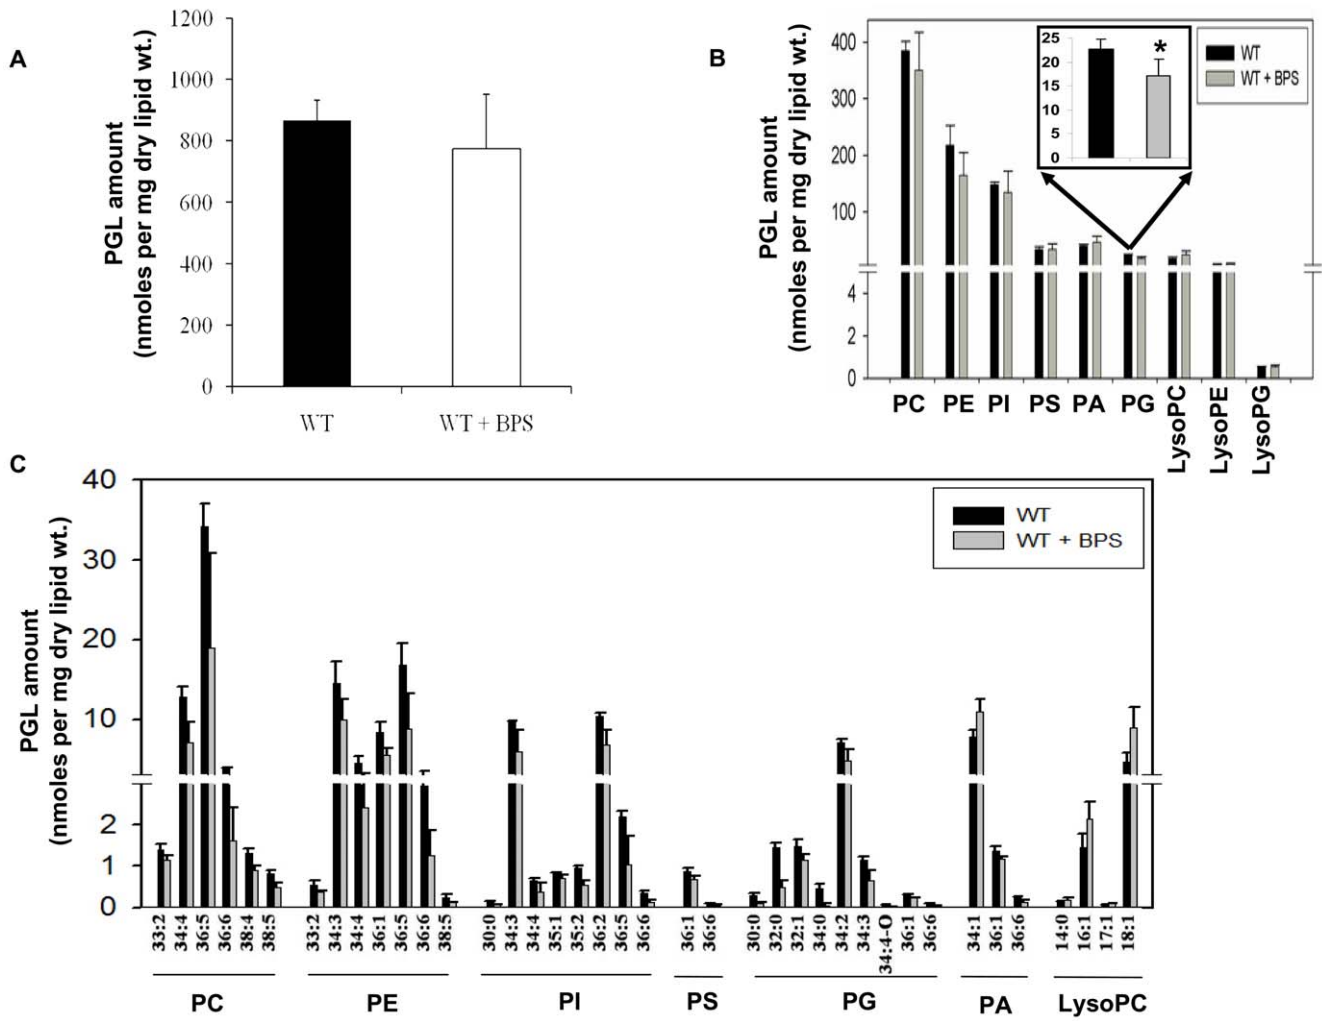 A
PGL amount
(nmoles per mg dry lipid wt.)
1200
1000
800
600
400
200
0
WT
WT + BPS
B
PGL amount
(nmoles per mg dry lipid wt.)
400
300
200
100
4
2
0
25
20
15
10
5
0
*
WT
WT + BPS
PC PE PI PS PA PG LysoPC LysoPE LysoPG
C
PGL amount
(nmoles per mg dry lipid wt.)
40
30
20
10
2
1
0
WT
WT + BPS
33:2 34:4 36:5 36:6 38:4 38:5
33:2 34:3 34:4 36:1 36:5 36:6 38:5
30:0 34:3 34:4 35:1 35:2 36:2 36:5 36:6
36:1 36:6
30:0 32:0 32:1 34:0 34:2 34:3 34:4-O 36:1 36:6
34:1 36:1 36:6
14:0 16:1 17:1 18:1
PC PE PI PS PG PA LysoPC